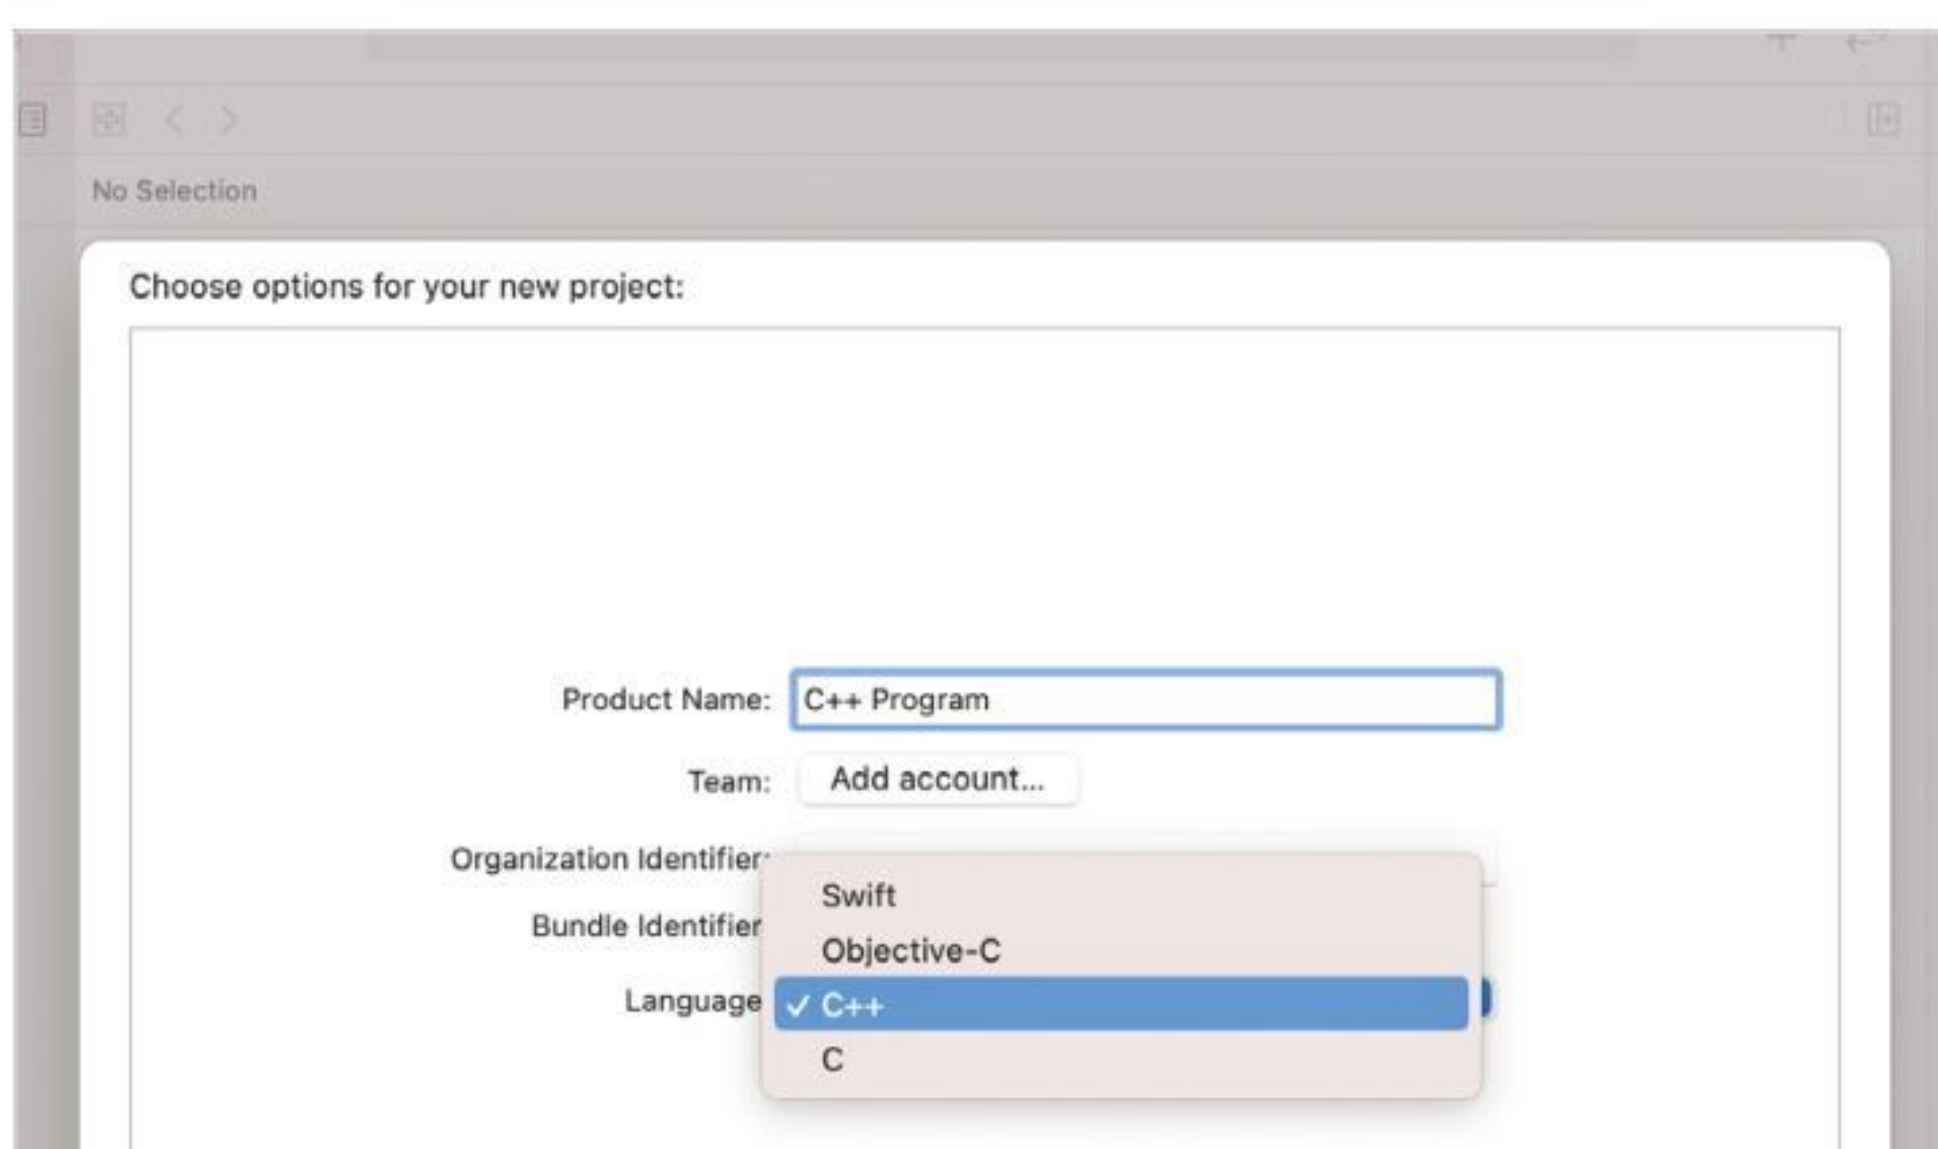 No Selection
Choose options for your new project:
Product Name: C++ Program
Team: Add account...
Organization Identifier:
Swift
Bundle Identifier
Objective-C
Language ✓ C++
C